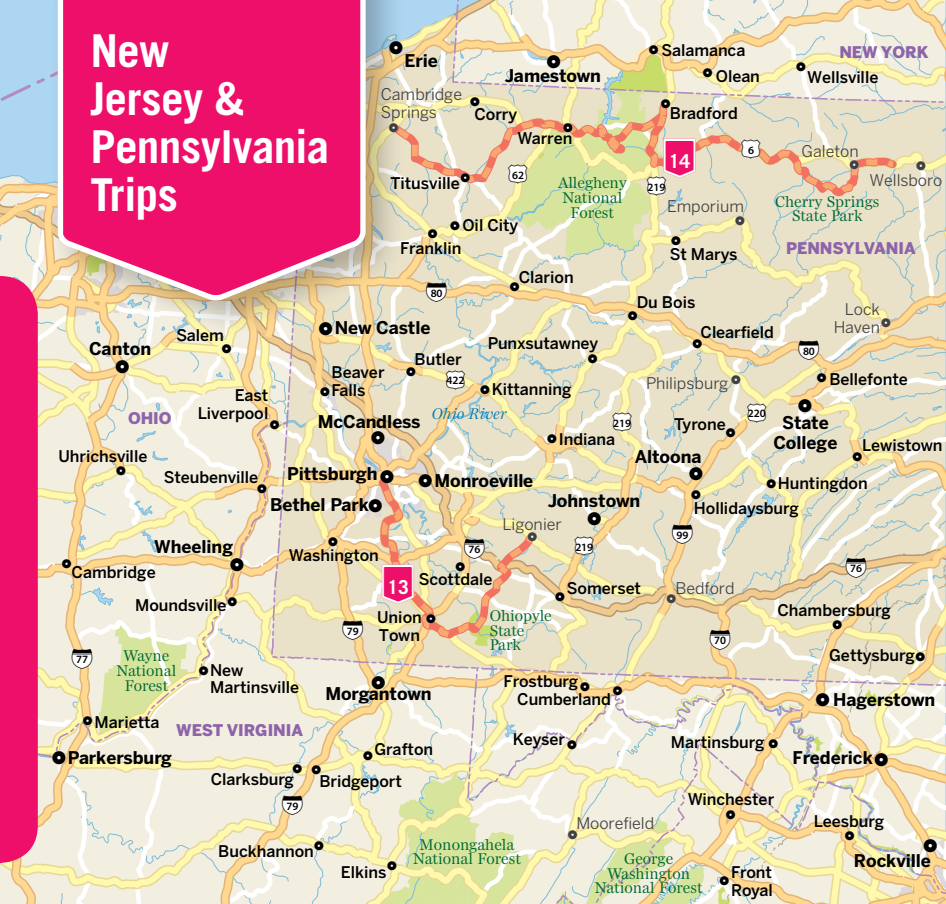 New
Jersey &
Pennsylvania
Trips
Erie
Jamestown
Salamanca
Olean
NEW YORK
Wellsville
Cambridge
Springs
Corry
Bradford
Warren
14
6
Galeton
Wellsboro
Titusville
62
219
Allegheny
National
Forest
Emporium
Cherry Springs
State Park
Oil City
Franklin
St Marys
PENNSYLVANIA
Clarion
80
Du Bois
Lock
Haven
New Castle
Salem
Canton
Punxsutawney
Clearfield
80
Butler
Beaver
Falls
422
Kittanning
Philipsburg
Bellefonte
East
Liverpool
OHIO
Ohio River
McCandless
219
220
Tyrone
State
College
Indiana
Altoona
Lewistown
Uhrichsville
Steubenville
Pittsburgh
Monroeville
Huntingdon
Bethel Park
Johnstown
Hollidaysburg
Ligonier
Wheeling
Washington
76
219
99
Cambridge
Scottdale
76
13
Somerset
Bedford
Moundsville
Union
Town
Ohiopyle
State
Park
Chambersburg
79
70
77
Wayne
National
Forest
Gettysburg
New
Martinsville
Morgantown
Frostburg
Cumberland
Hagerstown
Marietta
WEST VIRGINIA
Keyser
Martinsburg
Parkersburg
Grafton
Frederick
Clarksburg
Bridgeport
79
Winchester
Moorefield
Leesburg
Buckhannon
Monongahela
National Forest
Rockville
Elkins
George
Washington
National Forest
Front
Royal